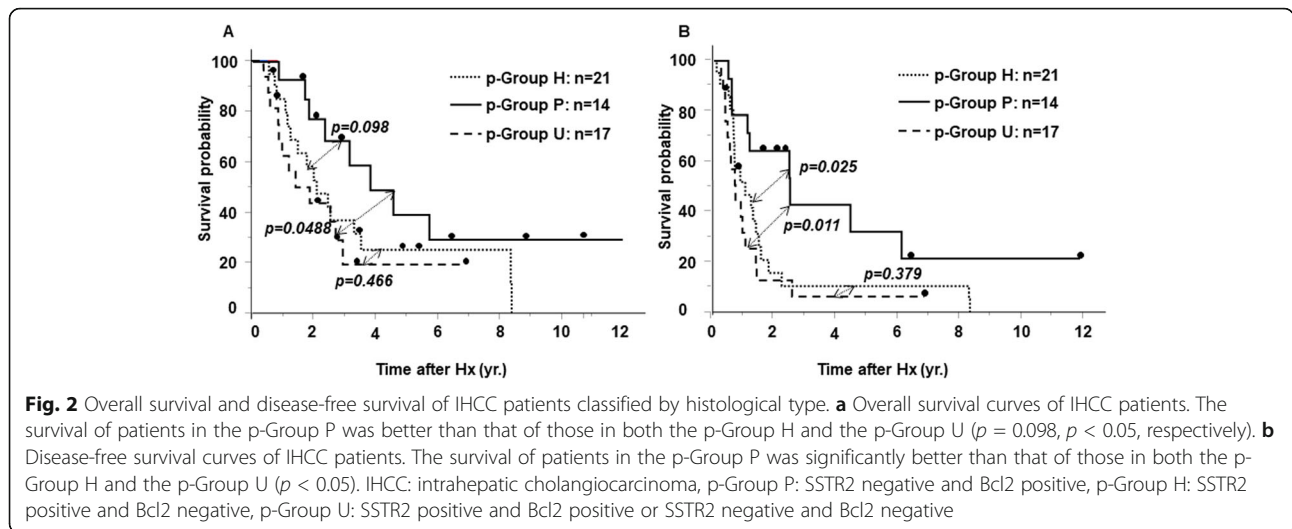 A
Survival probability
100
80
60
40
20
0
p-Group H: n=21
p-Group P: n=14
p-Group U: n=17
p=0.098
p=0.0488
p=0.466
0 2 4 6 8 10 12
Time after Hx (yr.)
B
Survival probability
100
80
60
40
20
0
p-Group H: n=21
p-Group P: n=14
p-Group U: n=17
p=0.025
p=0.011
p=0.379
0 2 4 6 8 10 12
Time after Hx (yr.)
Fig. 2 Overall survival and disease-free survival of IHCC patients classified by histological type. a Overall survival curves of IHCC patients. The
survival of patients in the p-Group P was better than that of those in both the p-Group H and the p-Group U (p = 0.098, p < 0.05, respectively). b
Disease-free survival curves of IHCC patients. The survival of patients in the p-Group P was significantly better than that of those in both the p-
Group H and the p-Group U (p < 0.05). IHCC: intrahepatic cholangiocarcinoma, p-Group P: SSTR2 negative and Bcl2 positive, p-Group H: SSTR2
positive and Bcl2 negative, p-Group U: SSTR2 positive and Bcl2 positive or SSTR2 negative and Bcl2 negative